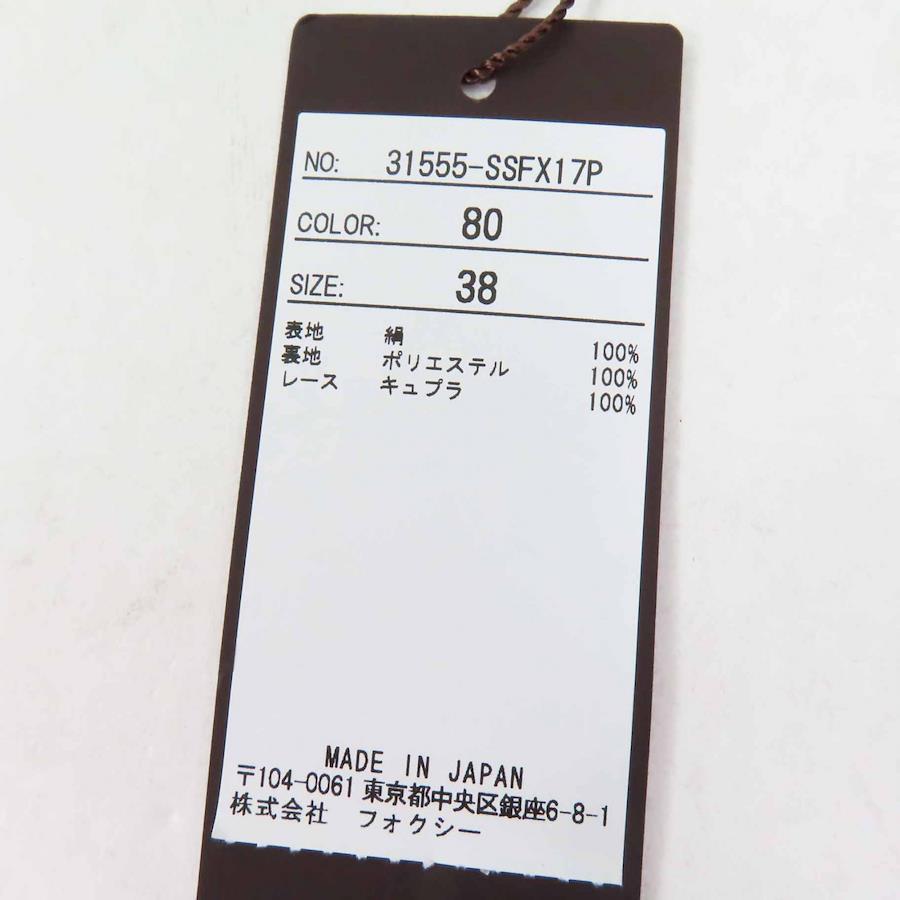 NO: 31555-SSFX17P
COLOR: 80
SIZE: 38
表地 絹 100%
裏地 ポリエステル 100%
レース キュプラ 100%
MADE IN JAPAN
〒104-0061 東京都中央区銀座6-8-1
株式会社 フォクシー